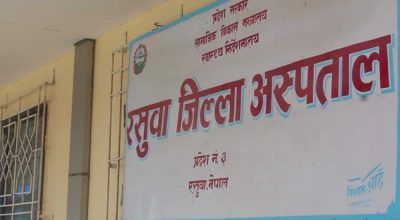 प्रदेश सरकार
सामाजिक विकास मन्त्रालय
स्वास्थ्य निर्देशनालय
रसुवा जिल्ला अस्पताल
प्रदेश नं. ३
रसुवा, नेपाल